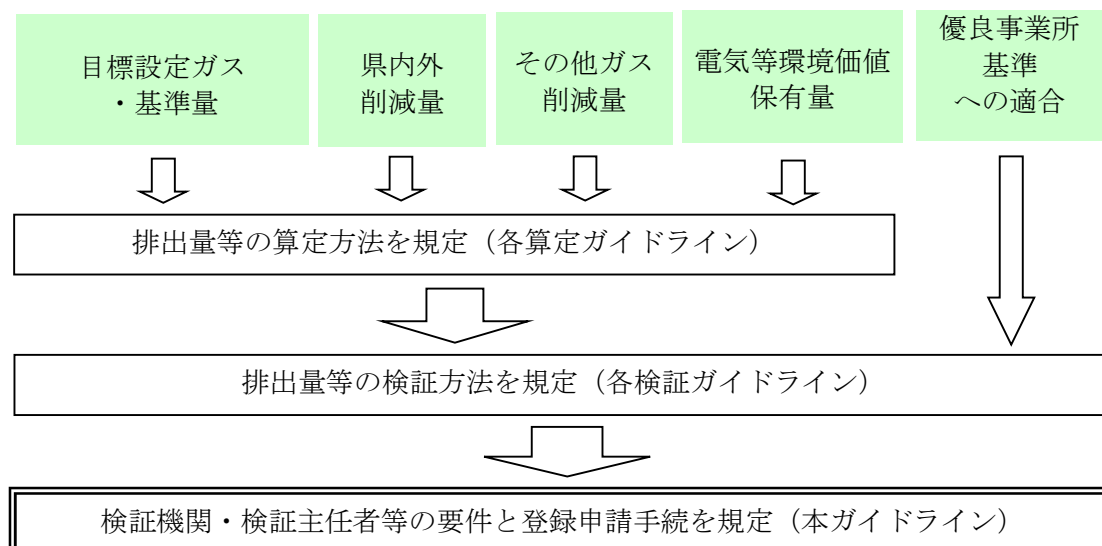 目標設定ガス
・基準量
県内外
削減量
その他ガス
削減量
電気等環境価値
保有量
優良事業所
基準
への適合
排出量等の算定方法を規定（各算定ガイドライン）
排出量等の検証方法を規定（各検証ガイドライン）
検証機関・検証主任者等の要件と登録申請手続を規定（本ガイドライン）